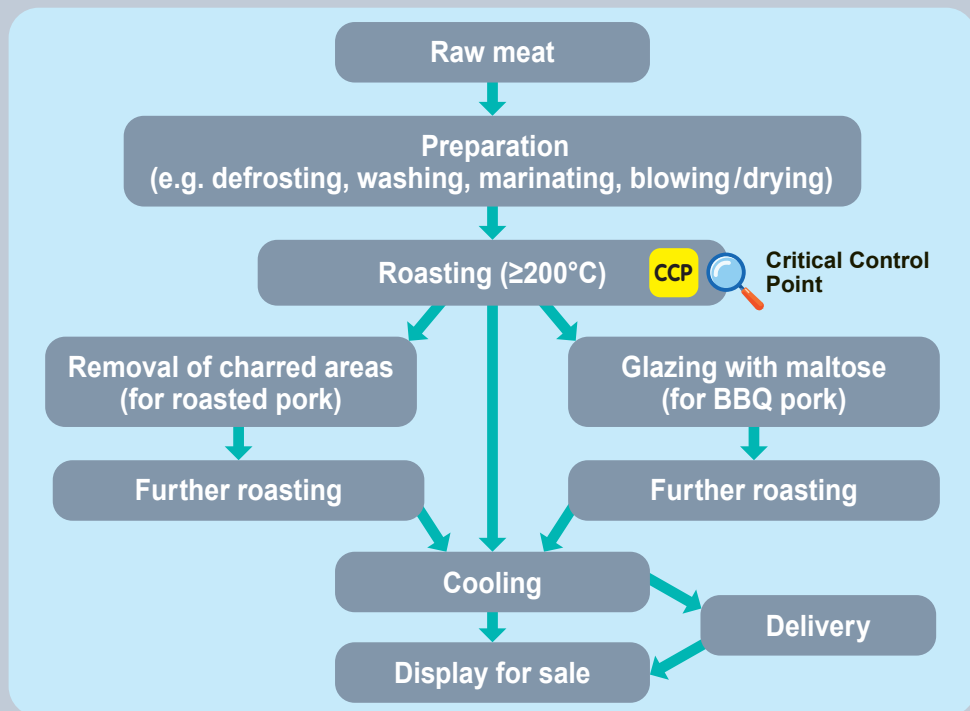 Raw meat
Preparation
(e.g. defrosting, washing, marinating, blowing/drying)
Roasting (≥200°C)
CCP
Critical Control
Point
Removal of charred areas
(for roasted pork)
Glazing with maltose
(for BBQ pork)
Further roasting
Further roasting
Cooling
Delivery
Display for sale